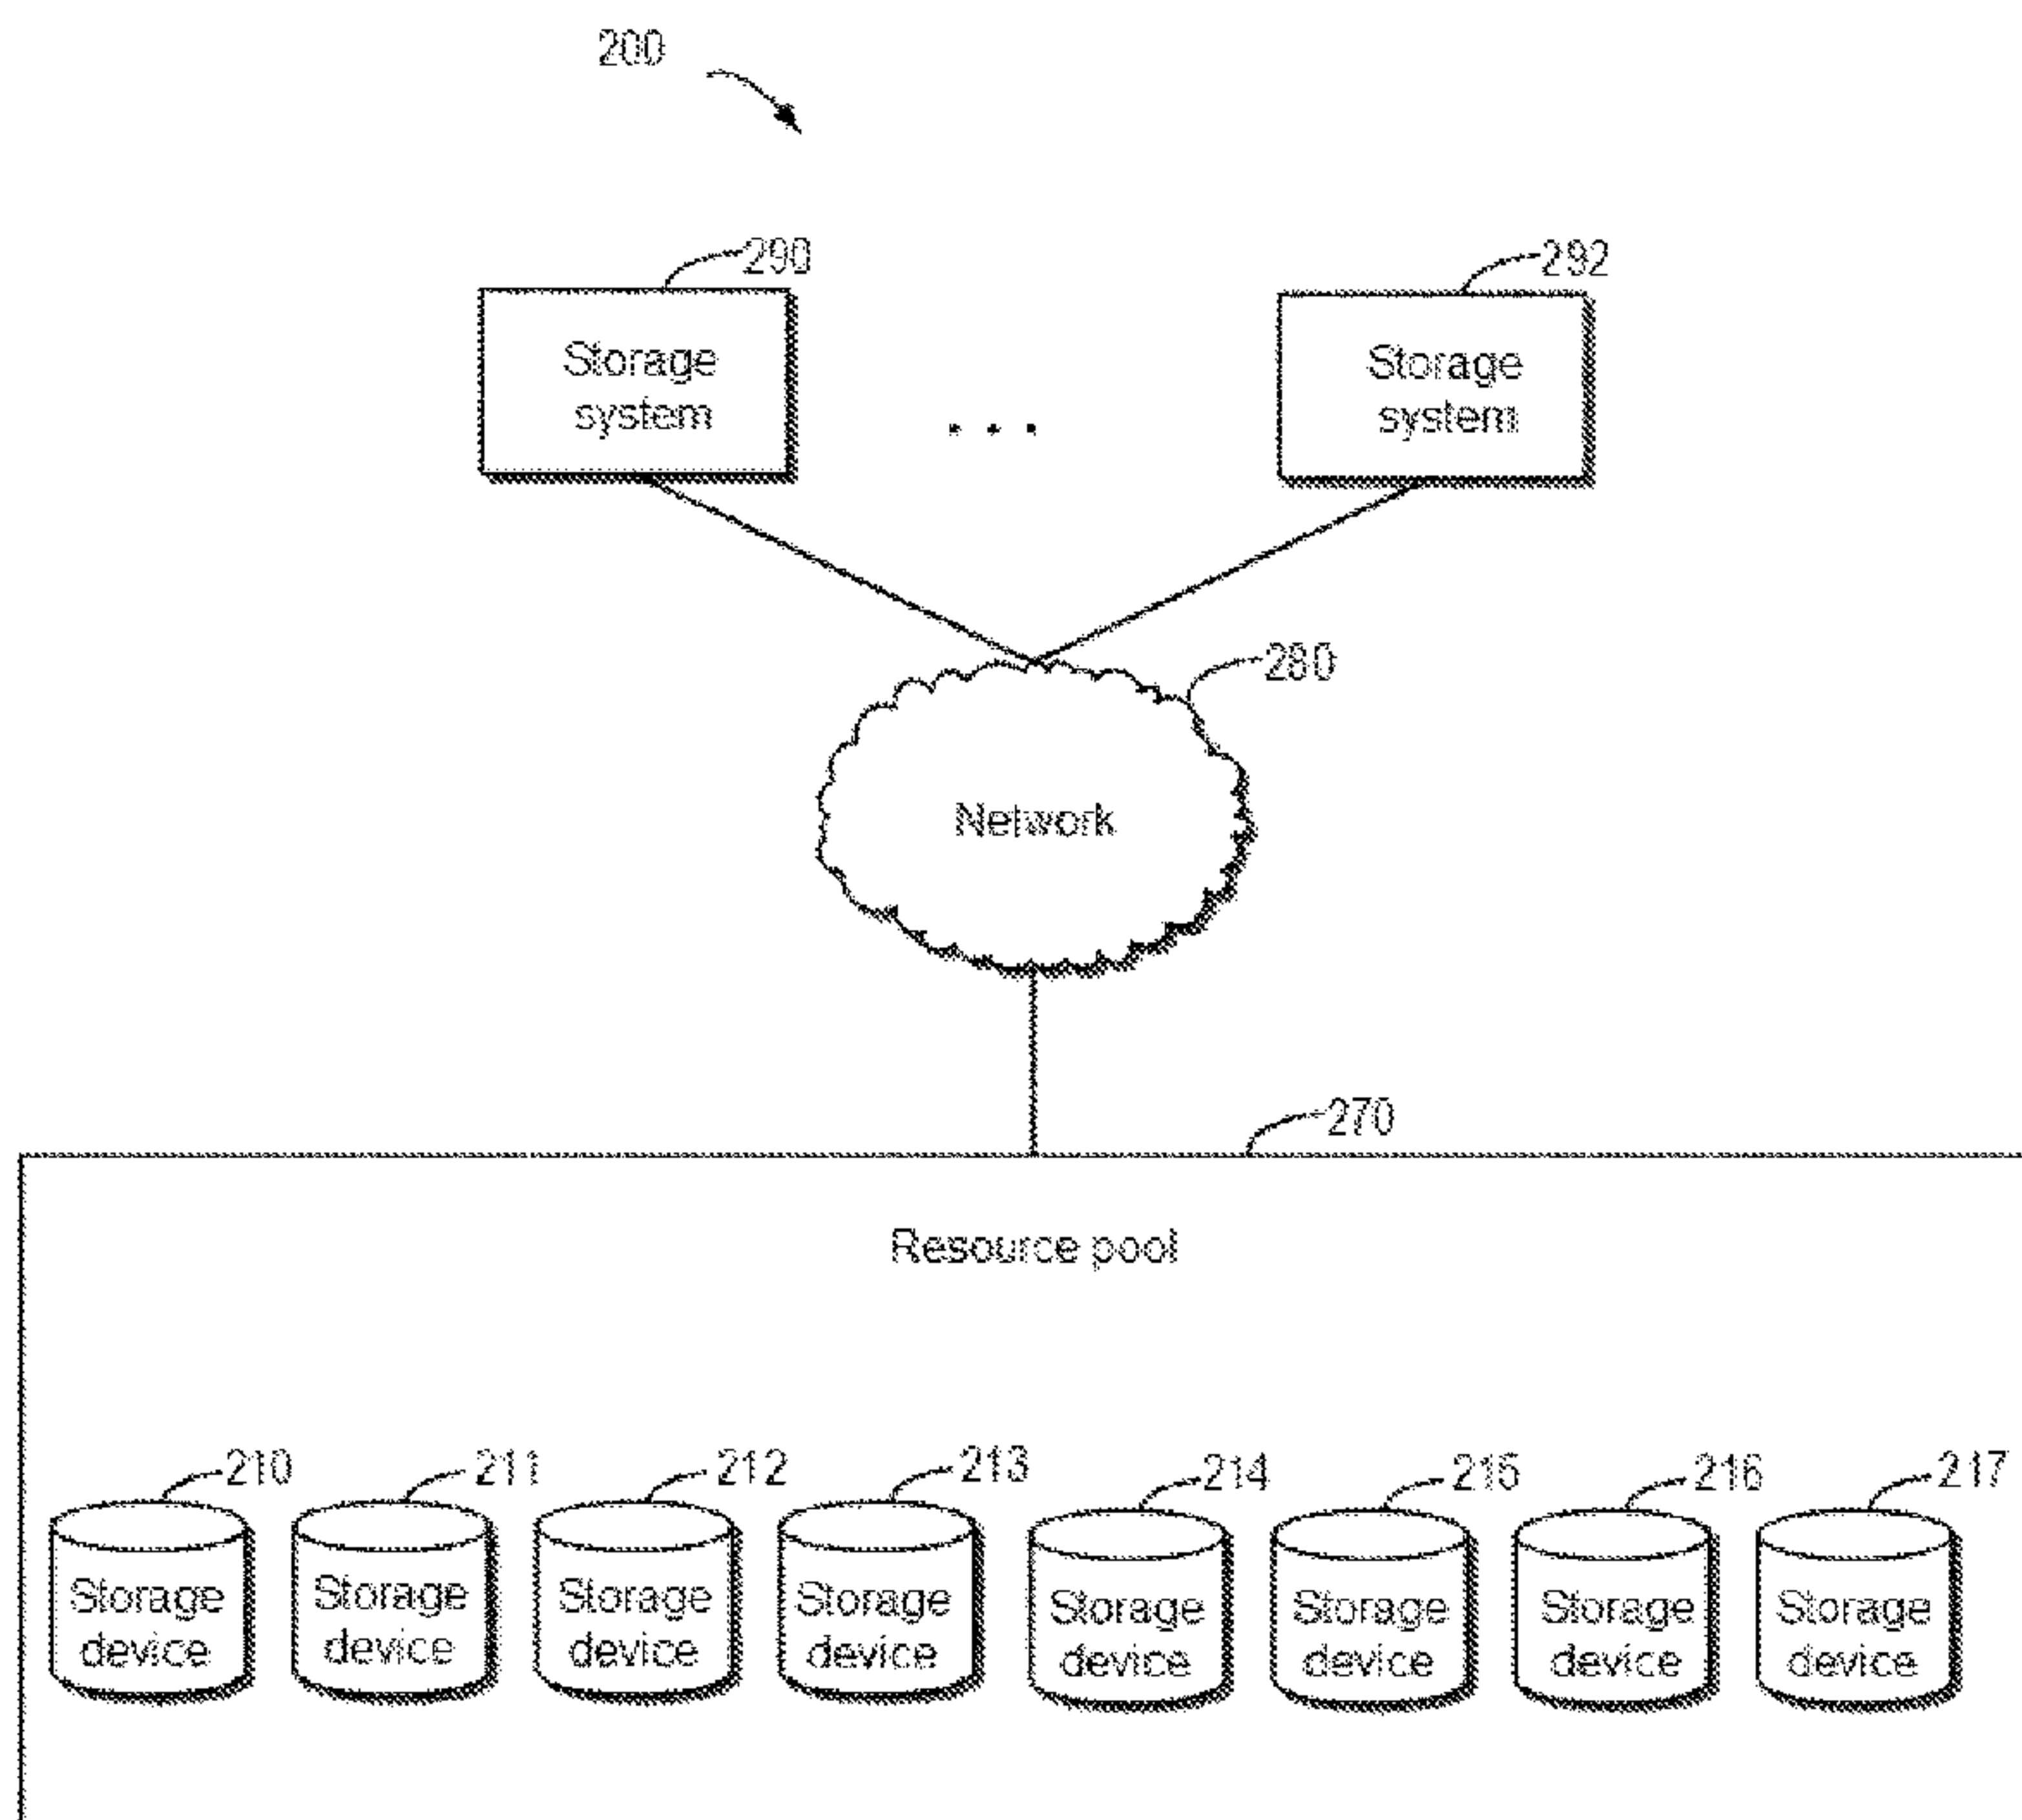 200
290
292
Storage
system
. . .
Storage
system
280
Network
270
Resource pool
210
211
212
213
214
215
216
217
Storage
device
Storage
device
Storage
device
Storage
device
Storage
device
Storage
device
Storage
device
Storage
device